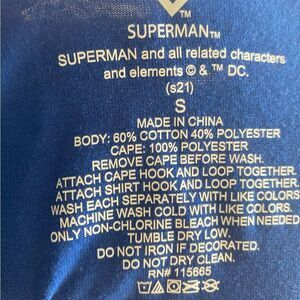 ™
SUPERMAN™
SUPERMAN and all related characters
and elements © & ™ DC.
(s21)
S
MADE IN CHINA
BODY: 60% COTTON 40% POLYESTER
CAPE: 100% POLYESTER
REMOVE CAPE BEFORE WASH.
ATTACH CAPE HOOK AND LOOP TOGETHER.
ATTACH SHIRT HOOK AND LOOP TOGETHER.
WASH EACH SEPARATELY WITH LIKE COLORS
MACHINE WASH COLD WITH LIKE COLORS.
ONLY NON-CHLORINE BLEACH WHEN NEEDED
TUMBLE DRY LOW.
DO NOT IRON IF DECORATED.
DO NOT DRY CLEAN.
RN# 115665